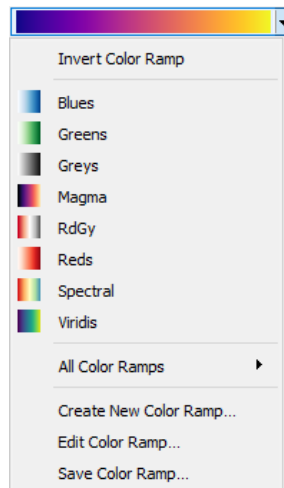 Invert Color Ramp
Blues
Greens
Greys
Magma
RdGy
Reds
Spectral
Viridis
All Color Ramps
Create New Color Ramp...
Edit Color Ramp...
Save Color Ramp...